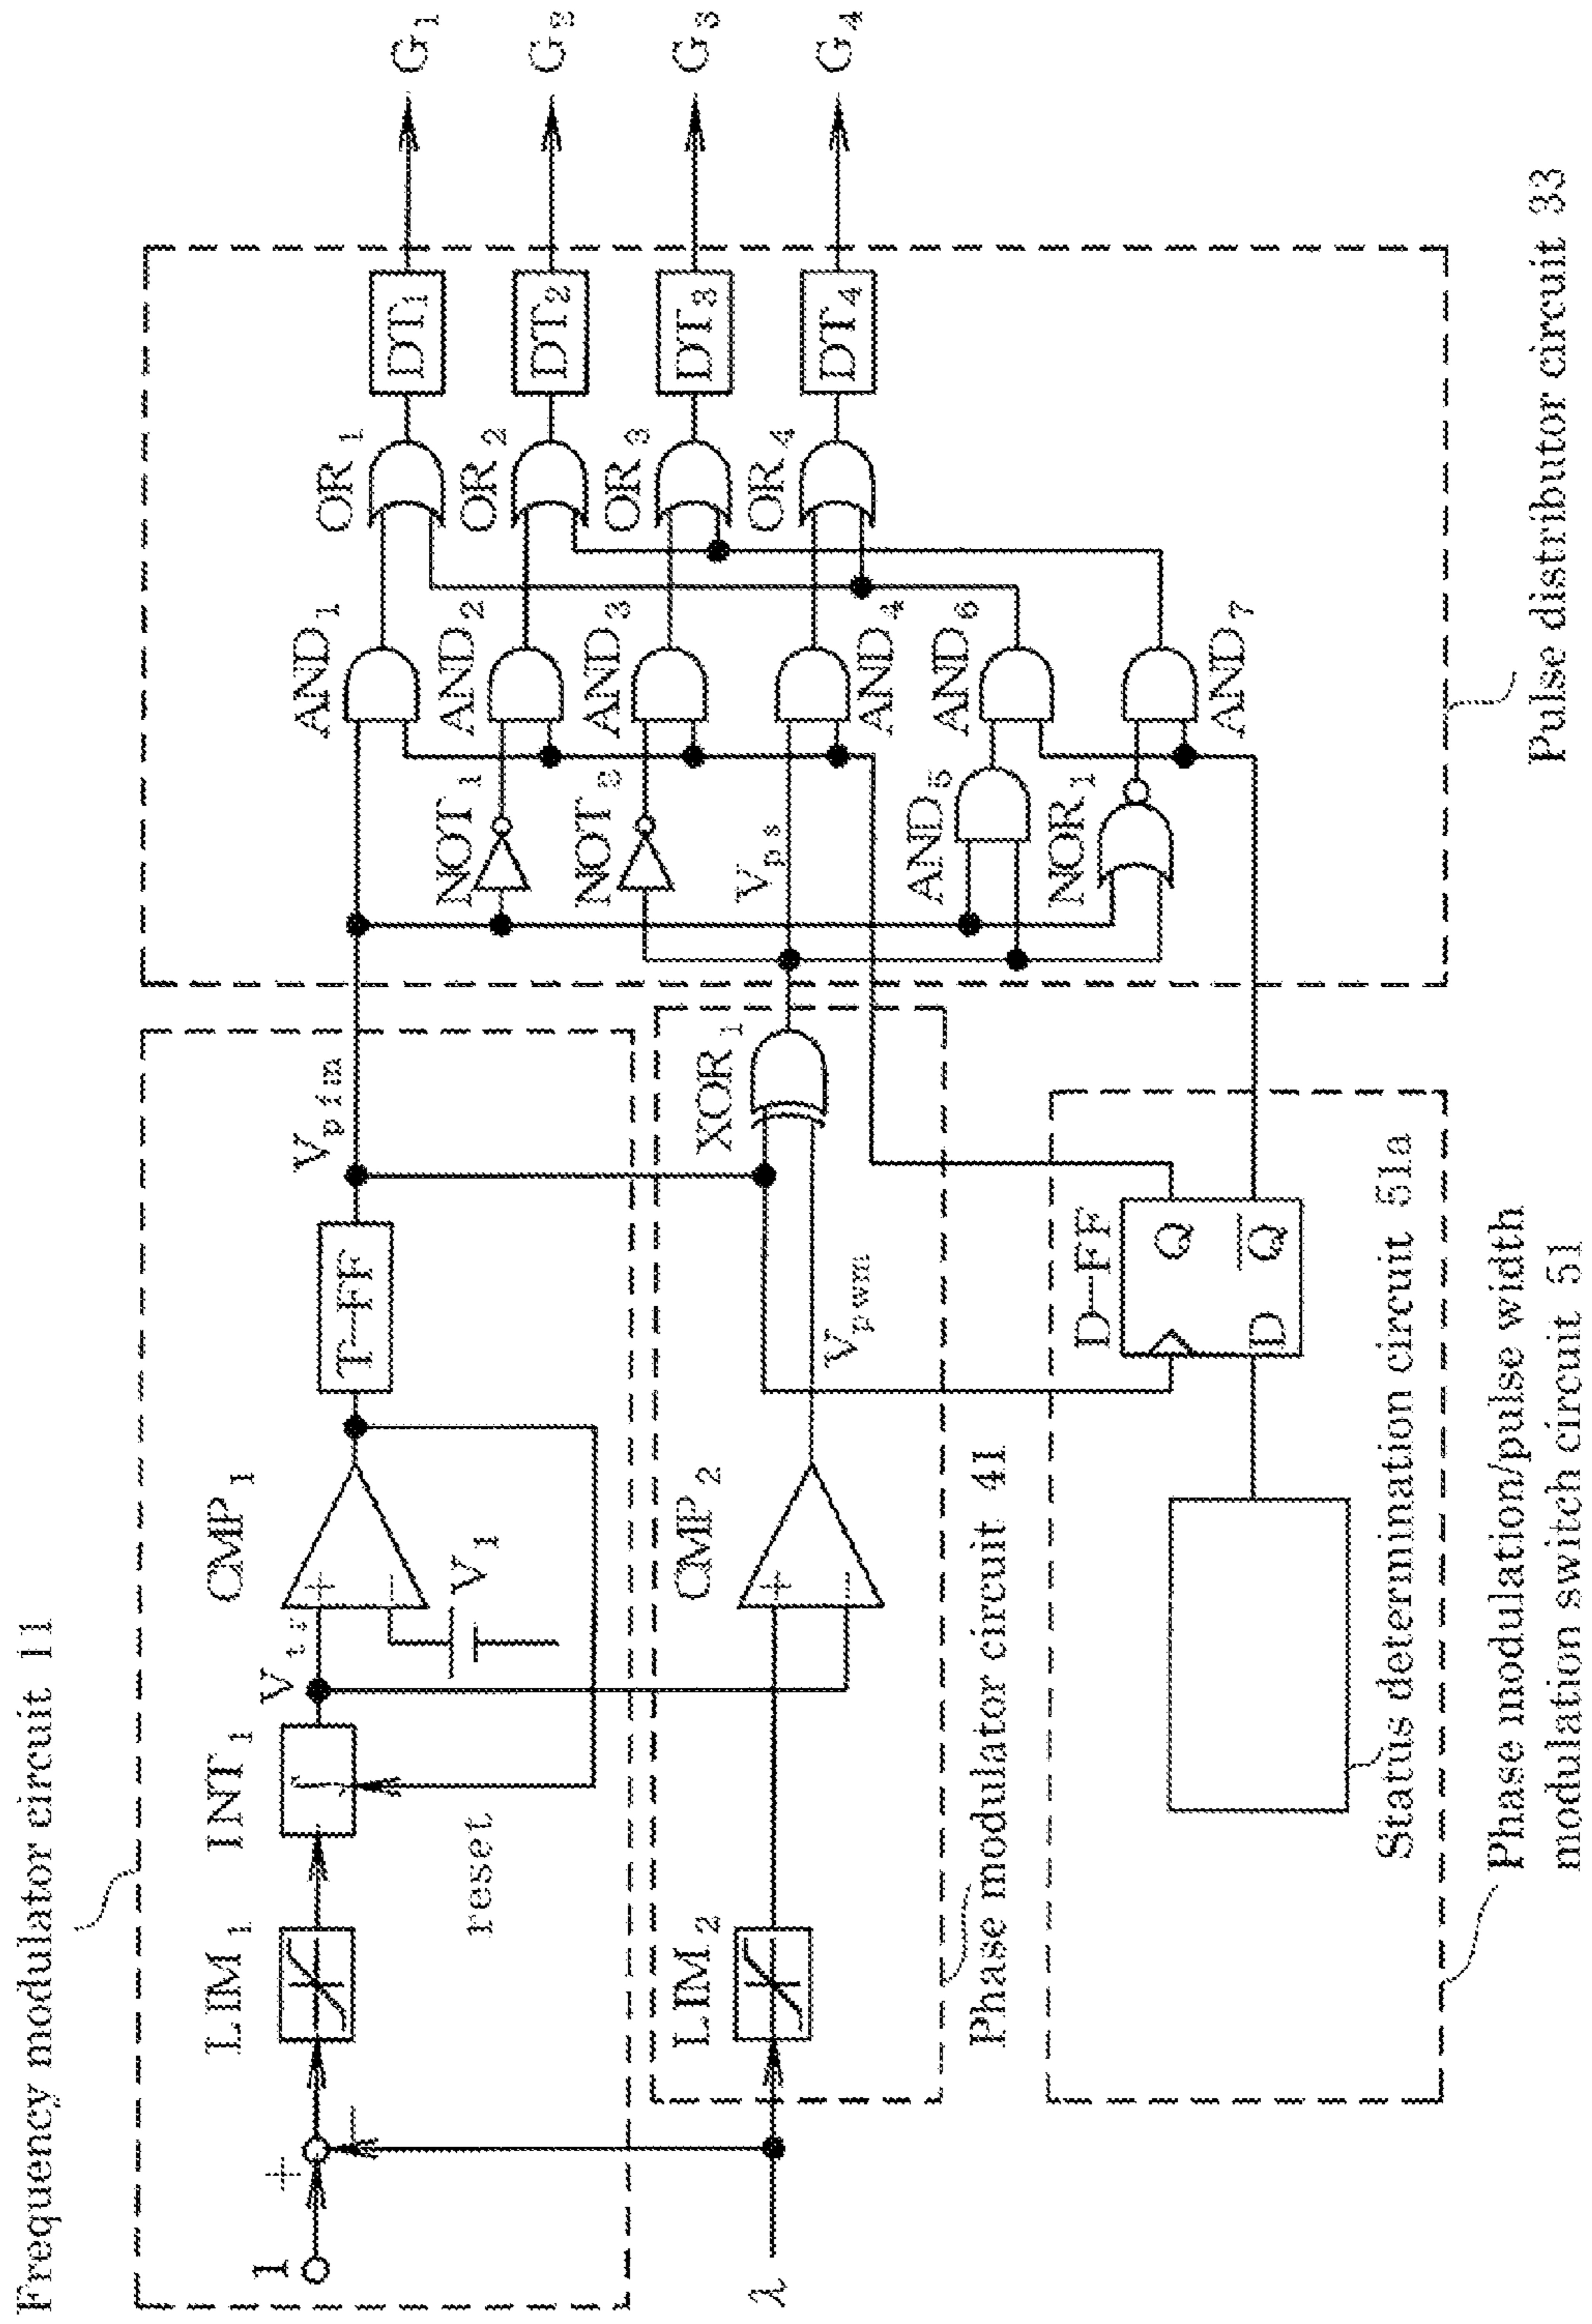 Frequency modulator circuit 11
1
+
−
LIM1
INT1
reset
Vtr
CMP1
+
−
V1
T-FF
Vpfm
λ
LIM2
CMP2
+
−
Vpwm
XOR1
Phase modulator circuit 41
D-FF
Q
D
Q̅
Status determination circuit 51a
Phase modulation/pulse width
modulation switch circuit 51
NOT1
NOT2
Vps
AND1
AND2
AND3
AND4
AND5
AND6
NOR1
AND7
OR1
OR2
OR3
OR4
DT1
DT2
DT3
DT4
G1
G2
G3
G4
Pulse distributor circuit 33